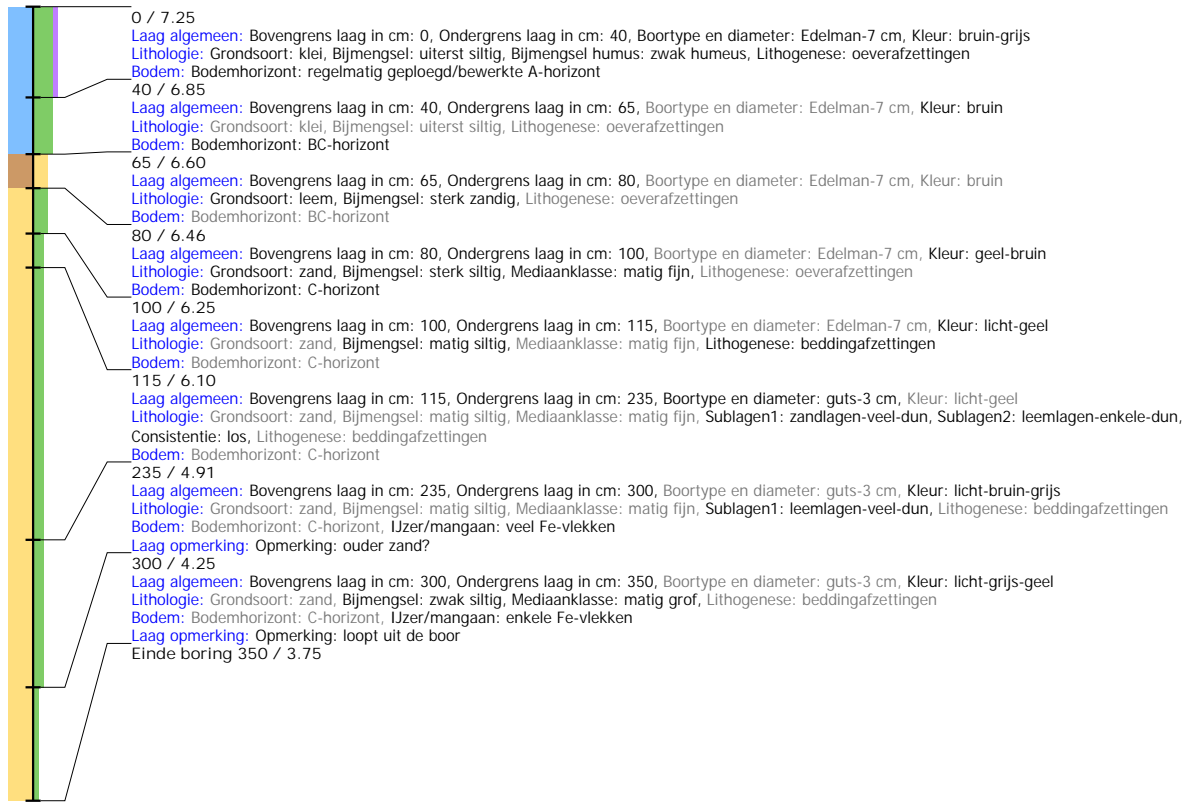 0 / 7.25
Laag algemeen: Bovengrens laag in cm: 0, Ondergrens laag in cm: 40, Boortype en diameter: Edelman-7 cm, Kleur: bruin-grijs
Lithologie: Grondsoort: klei, Bijmengsel: uiterst siltig, Bijmengsel humus: zwak humeus, Lithogenese: oeverafzettingen
Bodem: Bodemhorizont: regelmatig geploegd/bewerkte A-horizont
40 / 6.85
Laag algemeen: Bovengrens laag in cm: 40, Ondergrens laag in cm: 65, Boortype en diameter: Edelman-7 cm, Kleur: bruin
Lithologie: Grondsoort: klei, Bijmengsel: uiterst siltig, Lithogenese: oeverafzettingen
Bodem: Bodemhorizont: BC-horizont
65 / 6.60
Laag algemeen: Bovengrens laag in cm: 65, Ondergrens laag in cm: 80, Boortype en diameter: Edelman-7 cm, Kleur: bruin
Lithologie: Grondsoort: leem, Bijmengsel: sterk zandig, Lithogenese: oeverafzettingen
Bodem: Bodemhorizont: BC-horizont
80 / 6.46
Laag algemeen: Bovengrens laag in cm: 80, Ondergrens laag in cm: 100, Boortype en diameter: Edelman-7 cm, Kleur: geel-bruin
Lithologie: Grondsoort: zand, Bijmengsel: sterk siltig, Mediaanklasse: matig fijn, Lithogenese: oeverafzettingen
Bodem: Bodemhorizont: C-horizont
100 / 6.25
Laag algemeen: Bovengrens laag in cm: 100, Ondergrens laag in cm: 115, Boortype en diameter: Edelman-7 cm, Kleur: licht-geel
Lithologie: Grondsoort: zand, Bijmengsel: matig siltig, Mediaanklasse: matig fijn, Lithogenese: beddingafzettingen
Bodem: Bodemhorizont: C-horizont
115 / 6.10
Laag algemeen: Bovengrens laag in cm: 115, Ondergrens laag in cm: 235, Boortype en diameter: guts-3 cm, Kleur: licht-geel
Lithologie: Grondsoort: zand, Bijmengsel: matig siltig, Mediaanklasse: matig fijn, Sublagen1: zandlagen-veel-dun, Sublagen2: leemlagen-enkele-dun,
Consistentie: los, Lithogenese: beddingafzettingen
Bodem: Bodemhorizont: C-horizont
235 / 4.91
Laag algemeen: Bovengrens laag in cm: 235, Ondergrens laag in cm: 300, Boortype en diameter: guts-3 cm, Kleur: licht-bruin-grijs
Lithologie: Grondsoort: zand, Bijmengsel: matig siltig, Mediaanklasse: matig fijn, Sublagen1: leemlagen-veel-dun, Lithogenese: beddingafzettingen
Bodem: Bodemhorizont: C-horizont, IJzer/mangaan: veel Fe-vlekken
Laag opmerking: Opmerking: ouder zand?
300 / 4.25
Laag algemeen: Bovengrens laag in cm: 300, Ondergrens laag in cm: 350, Boortype en diameter: guts-3 cm, Kleur: licht-grijs-geel
Lithologie: Grondsoort: zand, Bijmengsel: zwak siltig, Mediaanklasse: matig grof, Lithogenese: beddingafzettingen
Bodem: Bodemhorizont: C-horizont, IJzer/mangaan: enkele Fe-vlekken
Laag opmerking: Opmerking: loopt uit de boor
Einde boring 350 / 3.75